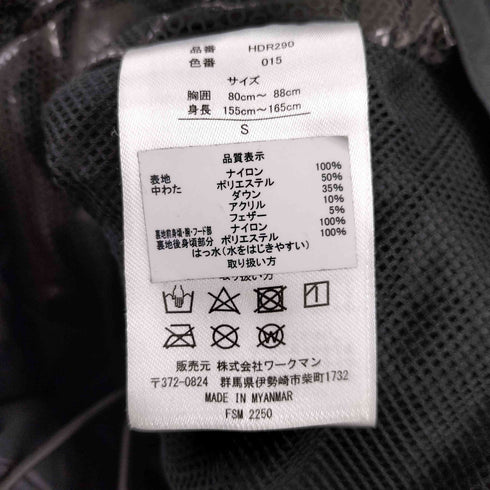 品番 HDR290
色番 015
サイズ
胸囲 80cm～ 88cm
身長 155cm～165cm
S
品質表示
表地 ナイロン 100%
中わた ポリエステル 50%
ダウン 35%
アクリル 10%
フェザー 5%
裏地前身頃・腕・フード部 ナイロン 100%
裏地後身頃部分 ポリエステル 100%
はっ水（水をはじきやすい）
取り扱い方
取り扱い方
販売元 株式会社ワークマン
〒372-0824 群馬県伊勢崎市柴町1732
MADE IN MYANMAR
FSM 2250